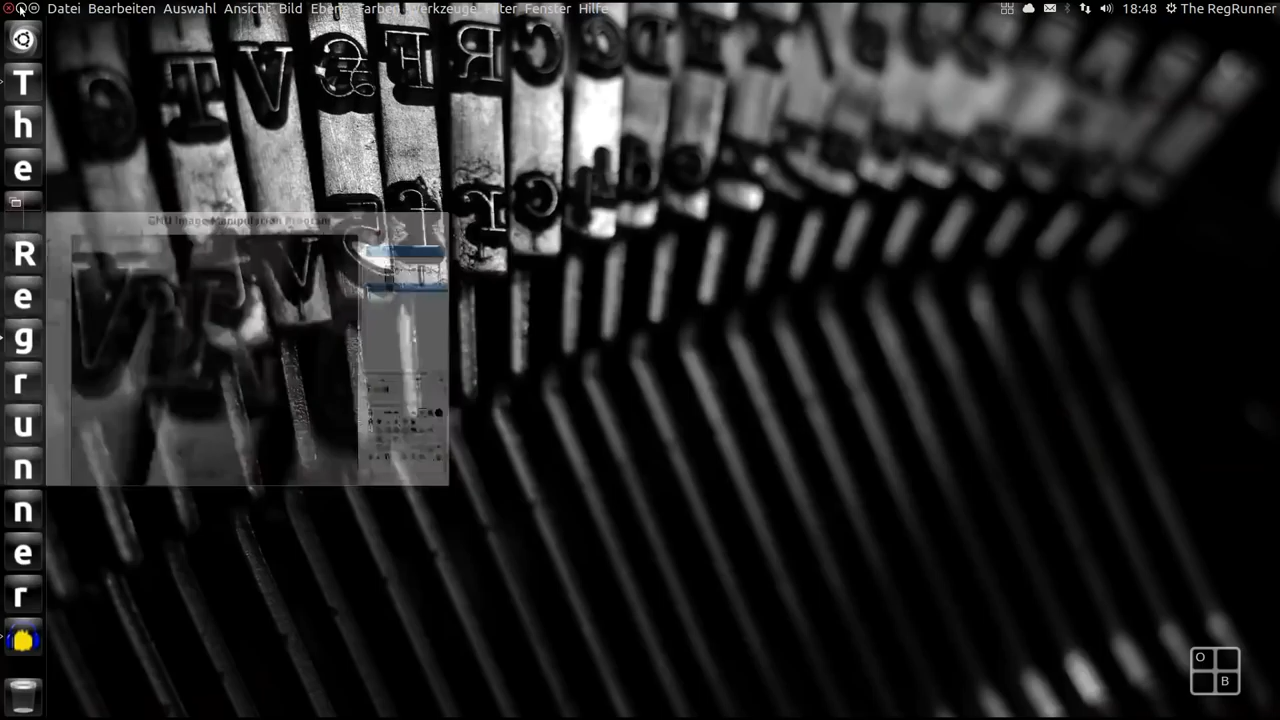 Datei Bearbeiten Auswahl Ansicht Bild Ebene Farben Werkzeuge Filter Fenster Hilfe
18:48 The RegRunner
T
h
e
R
e
g
r
u
n
n
e
r
GNU Image Manipulation Program
O
B